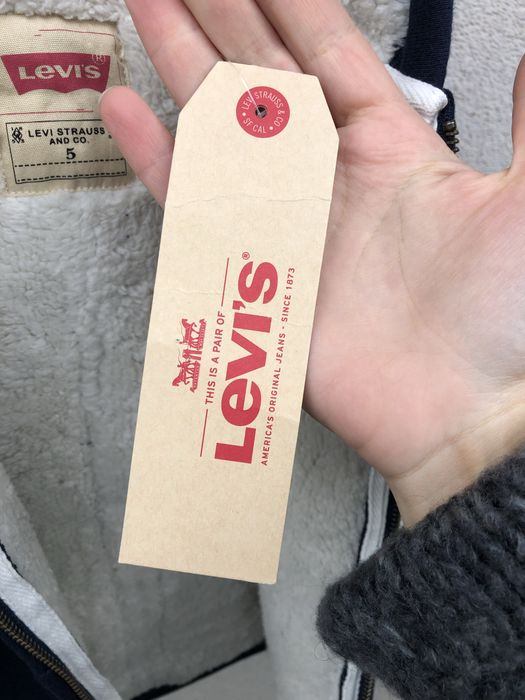 LEVI'S®
LEVI STRAUSS
AND CO.
5
LEVI STRAUSS & CO
• SF CAL •
THIS IS A PAIR OF
LEVI'S®
AMERICA'S ORIGINAL JEANS - SINCE 1873